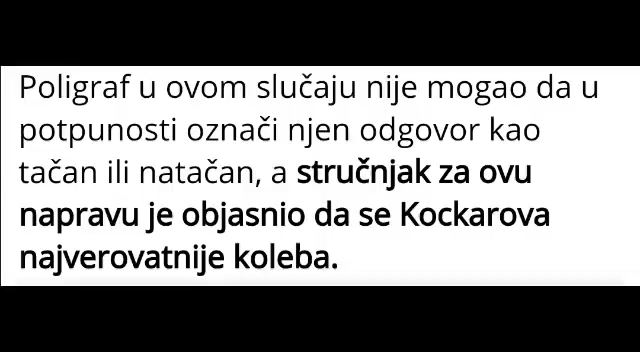 Poligraf u ovom slučaju nije mogao da u
potpunosti označi njen odgovor kao
tačan ili natačan, a stručnjak za ovu
napravu je objasnio da se Kockarova
najverovatnije koleba.